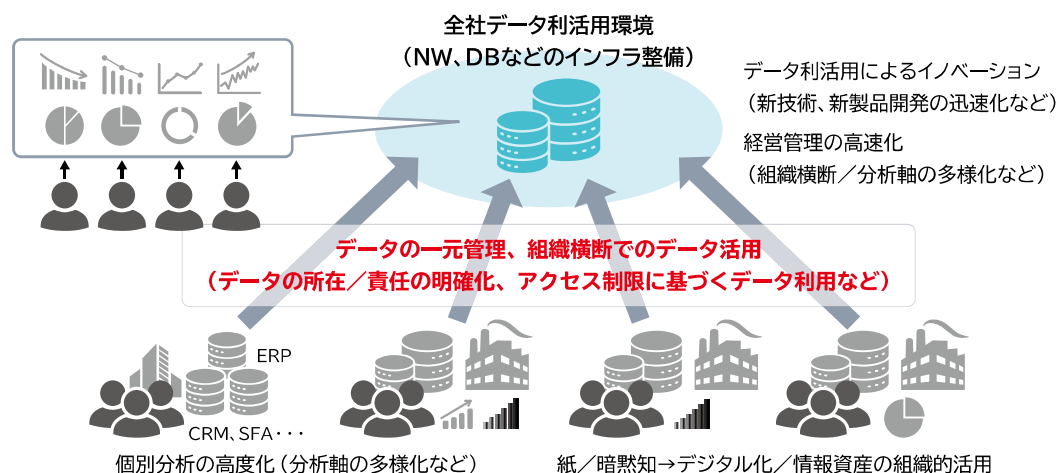 全社データ利活用環境
（NW、DBなどのインフラ整備）
データ利活用によるイノベーション
（新技術、新製品開発の迅速化など）
経営管理の高速化
（組織横断／分析軸の多様化など）
データの一元管理、組織横断でのデータ活用
（データの所在／責任の明確化、アクセス制限に基づくデータ利用など）
ERP
CRM、SFA・・・
個別分析の高度化（分析軸の多様化など）
紙／暗黙知→デジタル化／情報資産の組織的活用